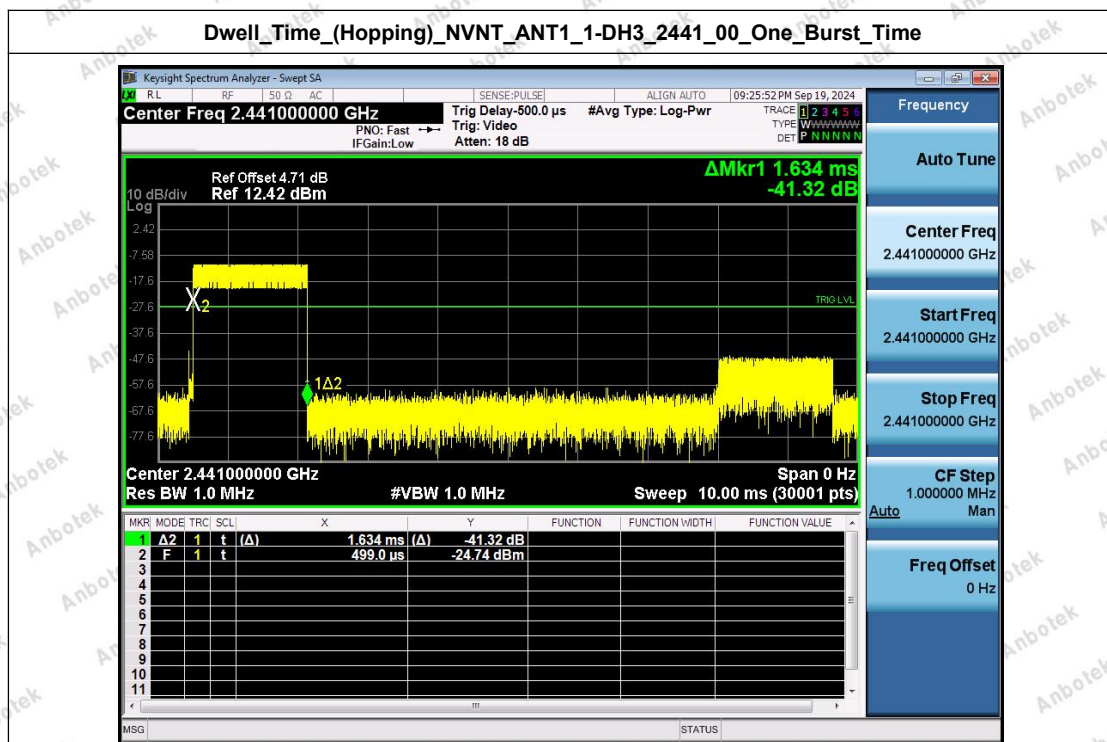 Dwell_Time_(Hopping)_NVNT_ANT1_1-DH3_2441_00_One_Burst_Time
Keysight Spectrum Analyzer - Swept SA
LXI RL RF 50 Ω AC SENSE:PULSE ALIGN AUTO 09:25:52 PM Sep 19, 2024
Center Freq 2.441000000 GHz Trig Delay-500.0 µs #Avg Type: Log-Pwr TRACE 1 2 3 4 5 6
PNO: Fast Trig: Video TYPE WWWWWW
IFGain:Low Atten: 18 dB DET P N N N N N
Frequency
Auto Tune
Center Freq
2.441000000 GHz
Start Freq
2.441000000 GHz
Stop Freq
2.441000000 GHz
CF Step
1.000000 MHz
Auto Man
Freq Offset
0 Hz
ΔMkr1 1.634 ms
-41.32 dB
Ref Offset 4.71 dB
10 dB/div Ref 12.42 dBm
Log
2.42
-7.58
-17.6
-27.6
-37.6
-47.6
-57.6
-67.6
-77.6
TRIG LVL
2
1Δ2
Center 2.441000000 GHz Span 0 Hz
Res BW 1.0 MHz #VBW 1.0 MHz Sweep 10.00 ms (30001 pts)
MKR MODE TRC SCL X Y FUNCTION FUNCTION WIDTH FUNCTION VALUE
1 Δ2 1 t (Δ) 1.634 ms (Δ) -41.32 dB
2 F 1 t 499.0 µs -24.74 dBm
3
4
5
6
7
8
9
10
11
MSG STATUS
Anbotek